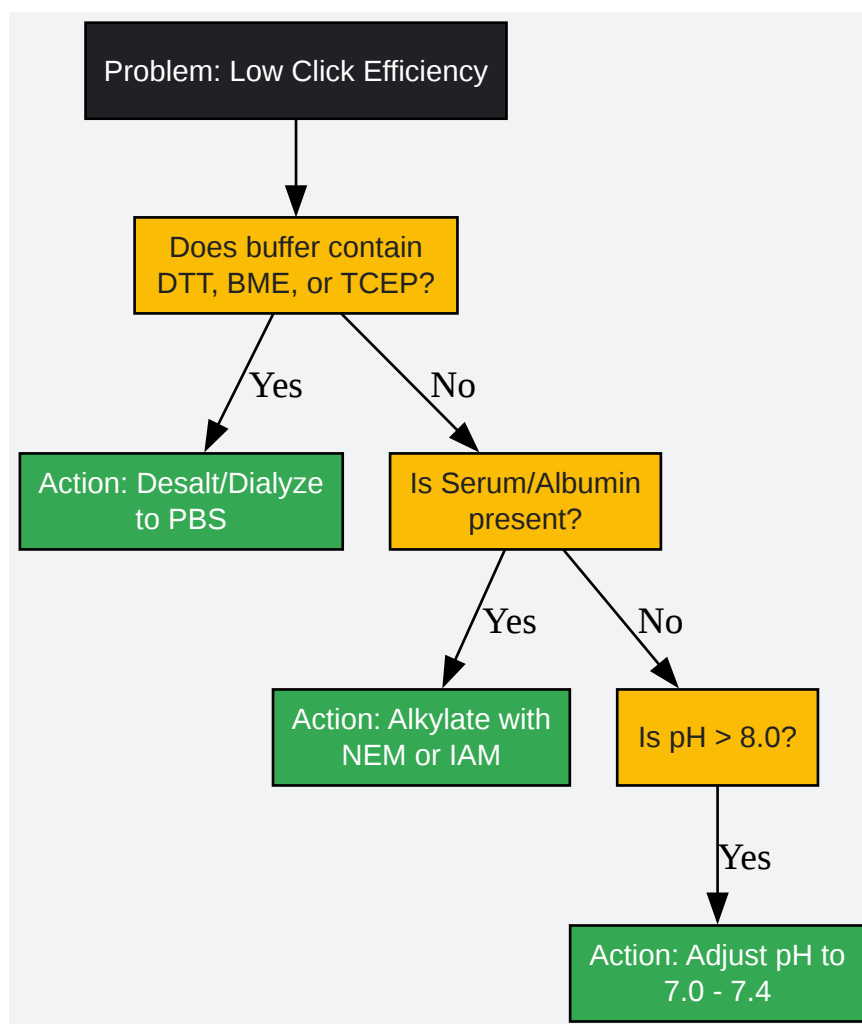 Problem: Low Click Efficiency
Does buffer contain
DTT, BME, or TCEP?
Yes
No
Action: Desalt/Dialyze
to PBS
Is Serum/Albumin
present?
Yes
No
Action: Alkylate with
NEM or IAM
Is pH > 8.0?
Yes
Action: Adjust pH to
7.0 - 7.4